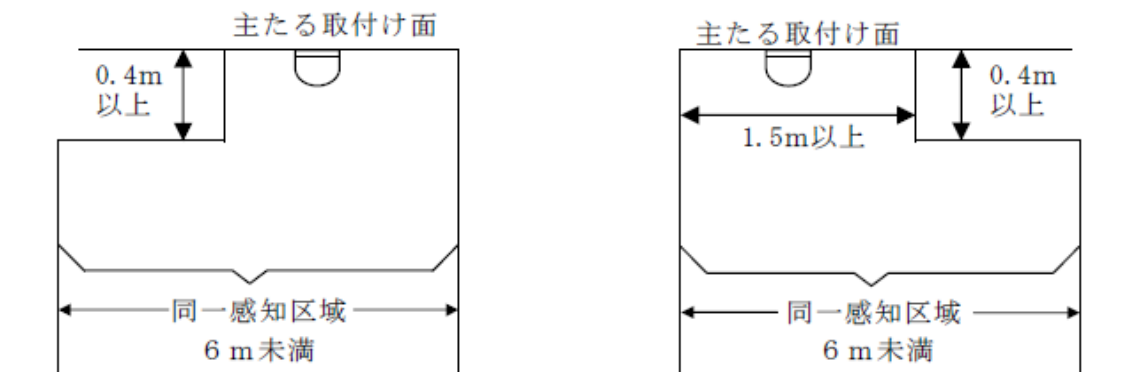 主たる取付け面
0.4m
以上
同一感知区域
6m未満
主たる取付け面
0.4m
以上
1.5m以上
同一感知区域
6m未満